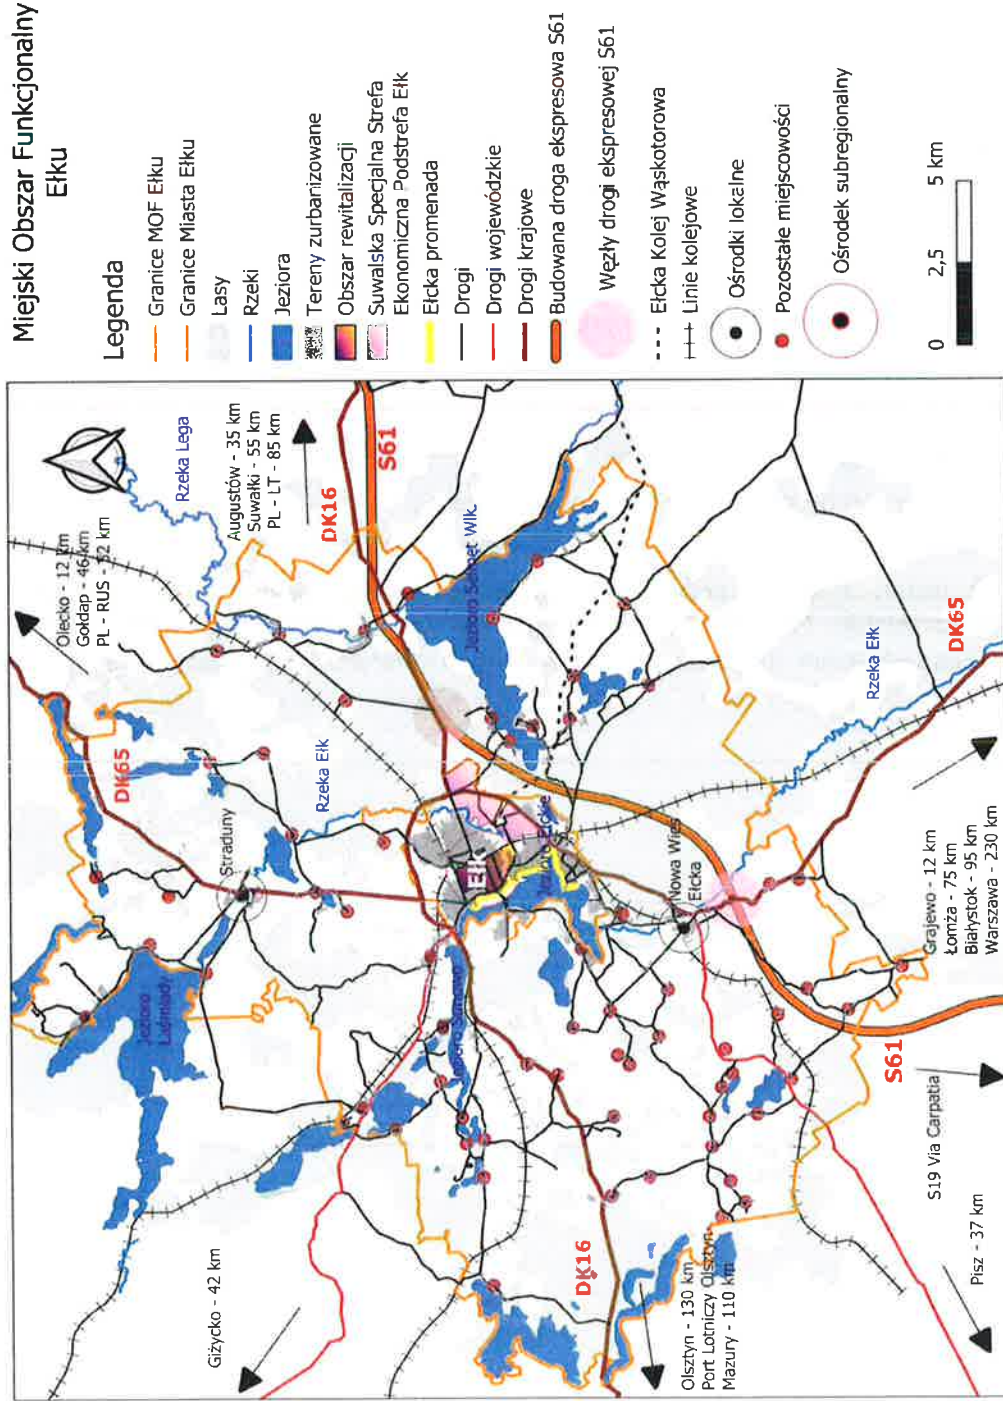 Miejski Obszar Funkcjonalny
Ełku
Legenda
Granice MOF Ełku
Granice Miasta Ełku
Lasy
Rzeki
Jeziora
Tereny zurbanizowane
Obszar rewitalizacji
Suwalska Specjalna Strefa
Ekonomiczna Podstrefa Ełk
Ełcka promenada
Drogi
Drogi wojewódzkie
Drogi krajowe
Budowana droga ekspresowa S61
Węzły drogi ekspresowej S61
Ełcka Kolej Wąskotorowa
Linie kolejowe
Ośrodki lokalne
Pozostałe miejscowości
Ośrodek subregionalny
0
2,5
5 km
Olecko - 12 km
Gołdap - 46 km
PL - RUS - 52 km
Rzeka Lega
Augustów - 35 km
Suwałki - 55 km
PL - LT - 85 km
DK16
S61
DK65
Straduny
Rzeka Ełk
Jezioro
Łaśmiady
Jezioro Selmęt Wlk.
Ełk
Jezioro Ełckie
Nowa Wieś
Ełcka
Rzeka Ełk
DK65
Giżycko - 42 km
DK16
Olsztyn - 130 km
Port Lotniczy Olsztyn
Mazury - 110 km
Grajewo - 12 km
Łomża - 75 km
Białystok - 95 km
Warszawa - 230 km
S61
S19 Via Carpatia
Pisz - 37 km